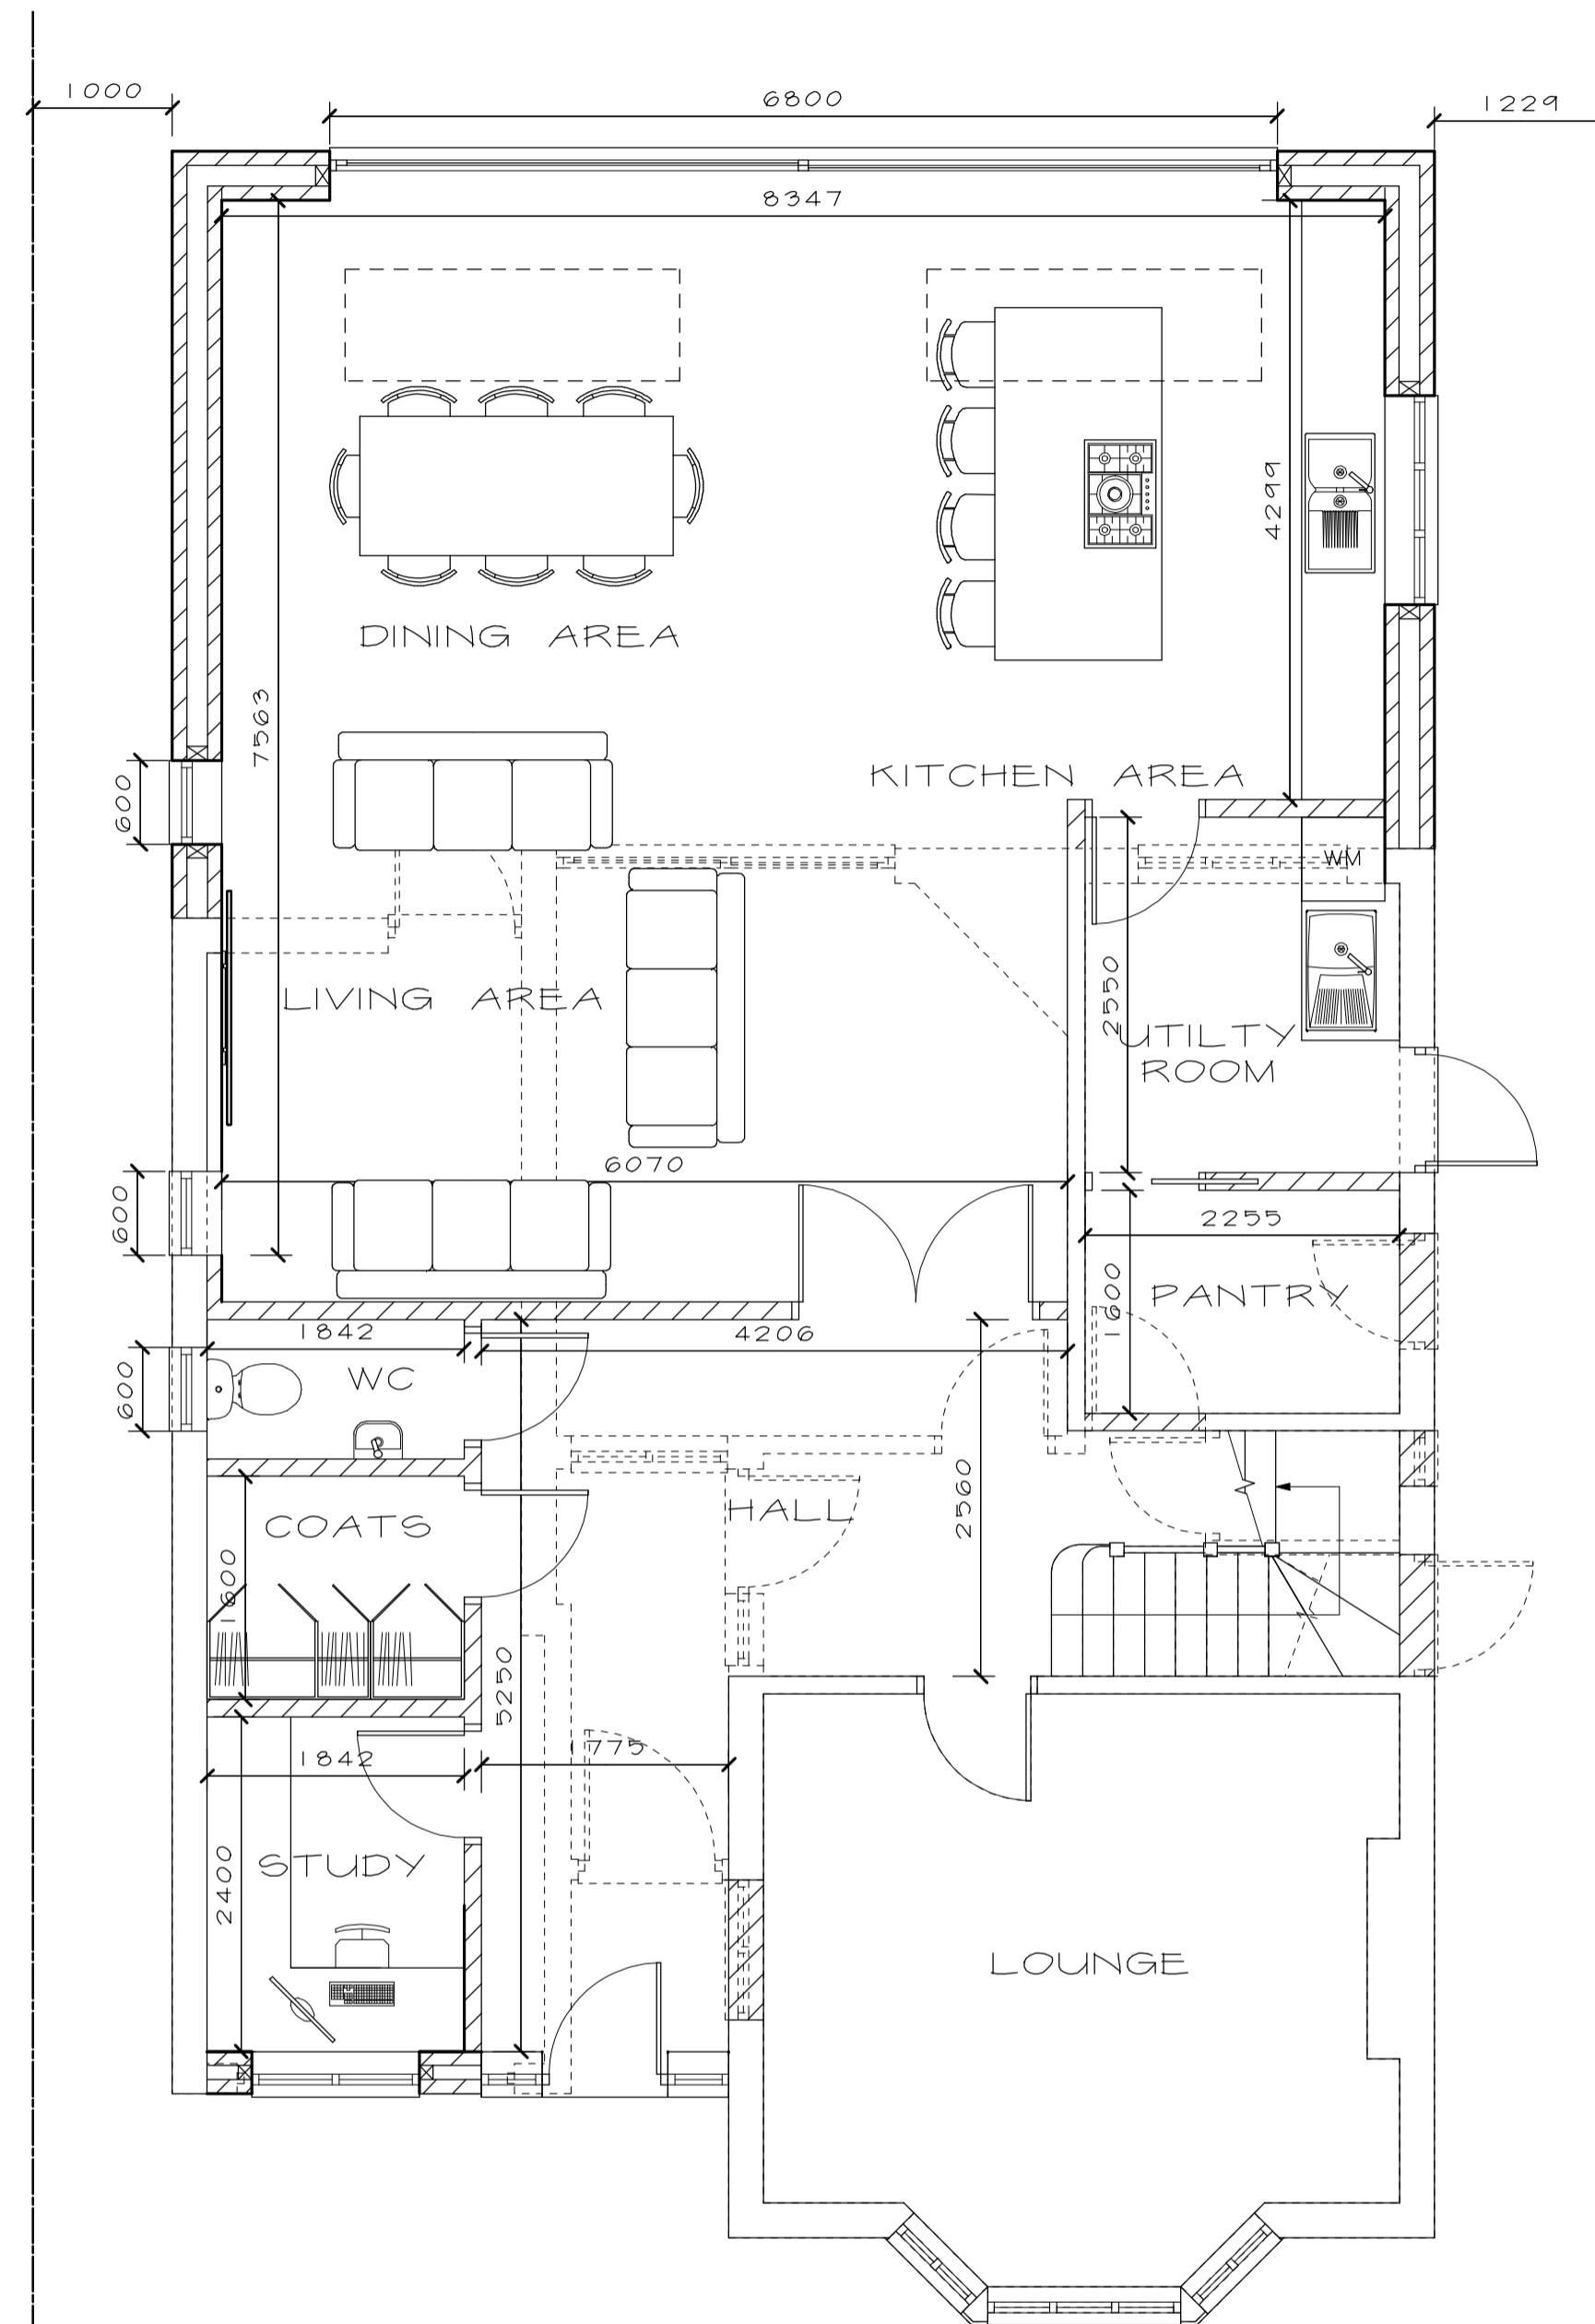 1000
6800
1229
8347
4299
DINING AREA
7563
KITCHEN AREA
600
WM
LIVING AREA
2550
UTILTY
ROOM
6070
600
2255
1600
PANTRY
1842
4206
WC
600
2560
HALL
COATS
1600
5250
1842
1775
STUDY
2400
LOUNGE